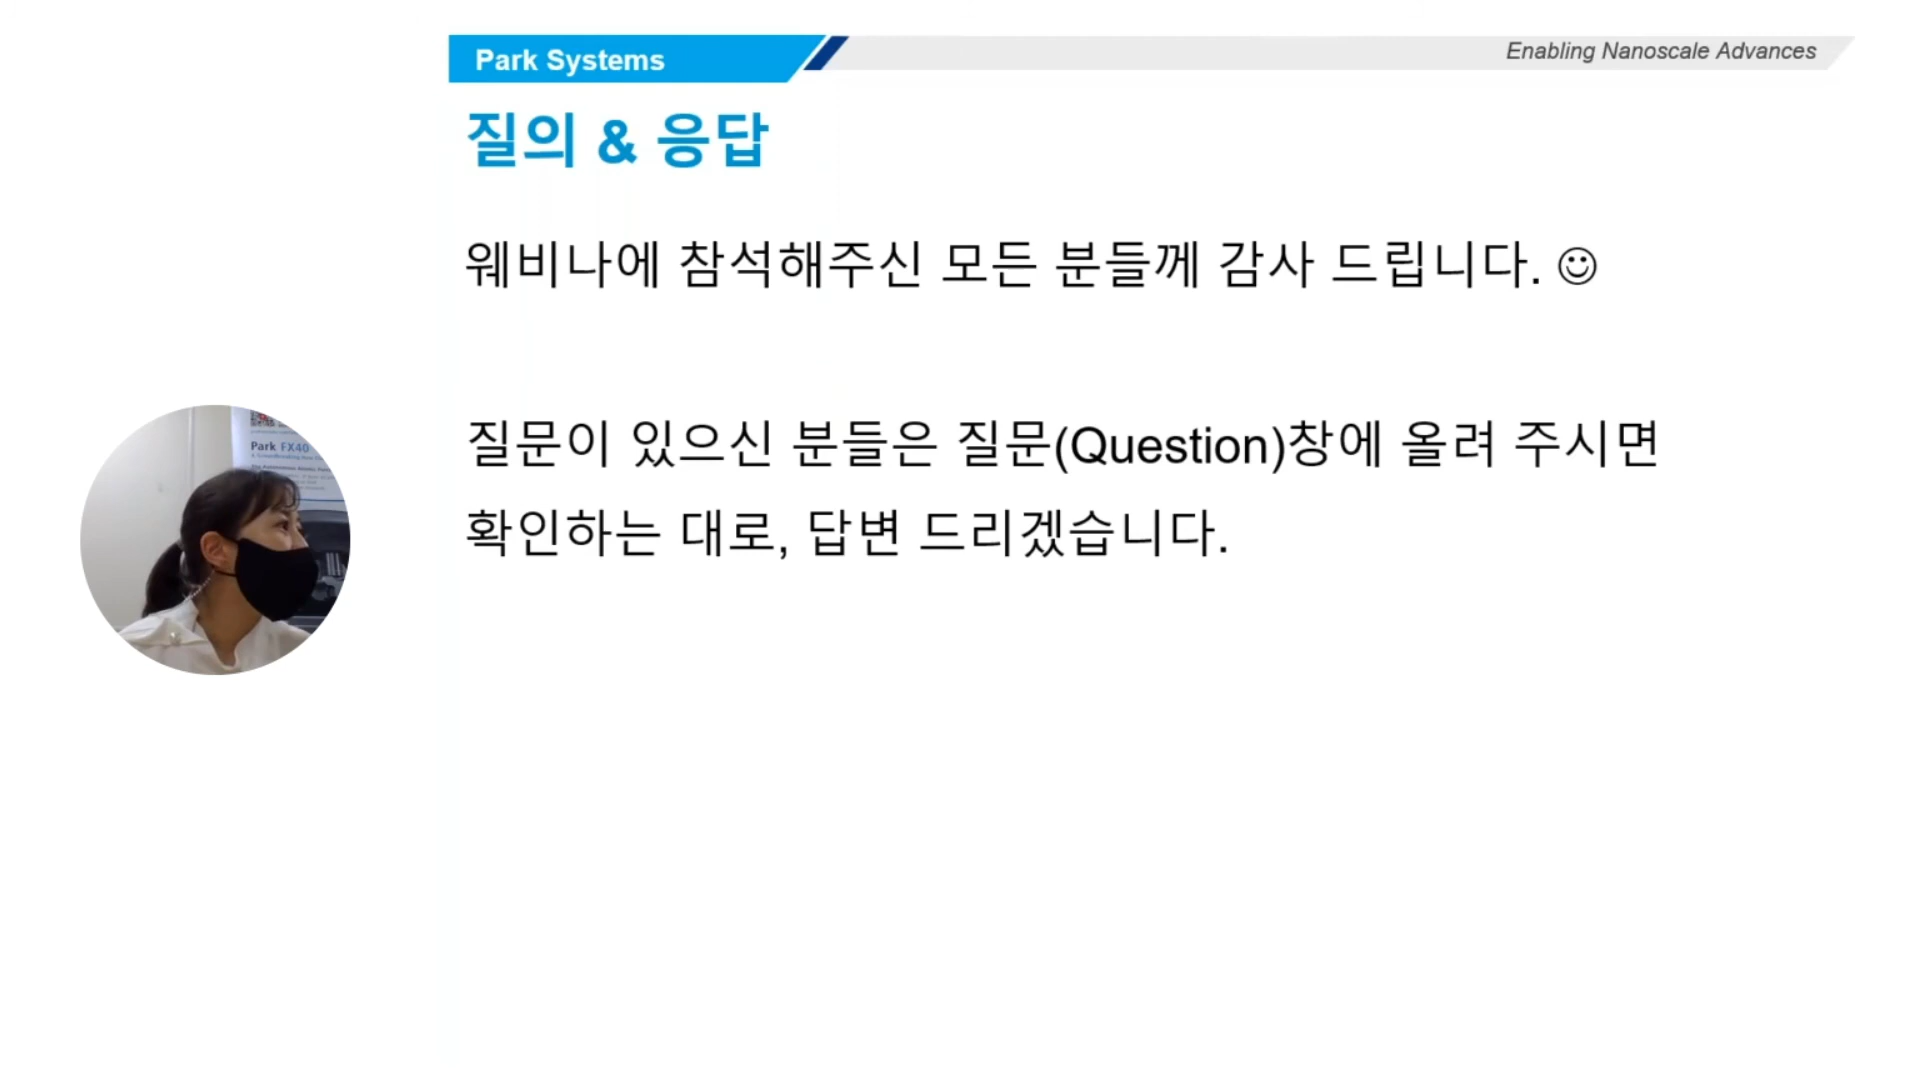 Park Systems
Enabling Nanoscale Advances
질의 & 응답
웨비나에 참석해주신 모든 분들께 감사 드립니다. ☺
질문이 있으신 분들은 질문(Question)창에 올려 주시면
확인하는 대로, 답변 드리겠습니다.
Park FX40